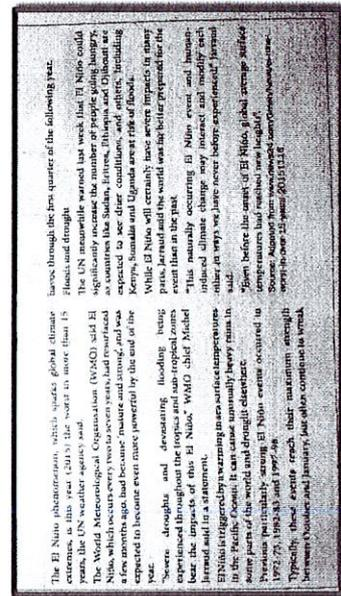 The El Niño phenomenon, which sparks global climate
extremes, is this year (2015) the worst in more than 15
years, the UN weather agency said.
The World Meteorological Organisation (WMO) said El
Niño, which occurs every two to seven years, had resurfaced
a few months ago, had become 'mature and strong', and was
expected to become even more powerful by the end of the
year.
"Severe droughts and devastating flooding being
experienced throughout the tropics and sub-tropical zones
bear the impacts of this El Niño," WMO chief Michel
Jarraud said in a statement.
El Niño is triggered by a warming in sea surface temperatures
in the Pacific Ocean. It can cause unusually heavy rains in
some parts of the world and drought elsewhere.
Previous particularly strong El Niño events occurred in
1972-73, 1982-83 and 1997-98.
Typically, these events reach their maximum strength
between October and January, but often continue to wreak
havoc through the first quarter of the following year.
Floods and drought
The UN meanwhile warned last week that El Niño could
significantly increase the number of people going hungry,
as countries like Sudan, Eritrea, Ethiopia and Djibouti are
expected to see drier conditions, and others, including
Kenya, Somalia and Uganda are at risk of floods.
While El Niño will certainly have severe impacts in many
parts, Jarraud said the world was far better prepared for the
event than in the past.
"This naturally occurring El Niño event and human-
induced climate change may interact and modify each
other in ways we have never before experienced," Jarraud
said.
"Even before the onset of El Niño, global average surface
temperatures had reached new heights".
Source: Adapted from